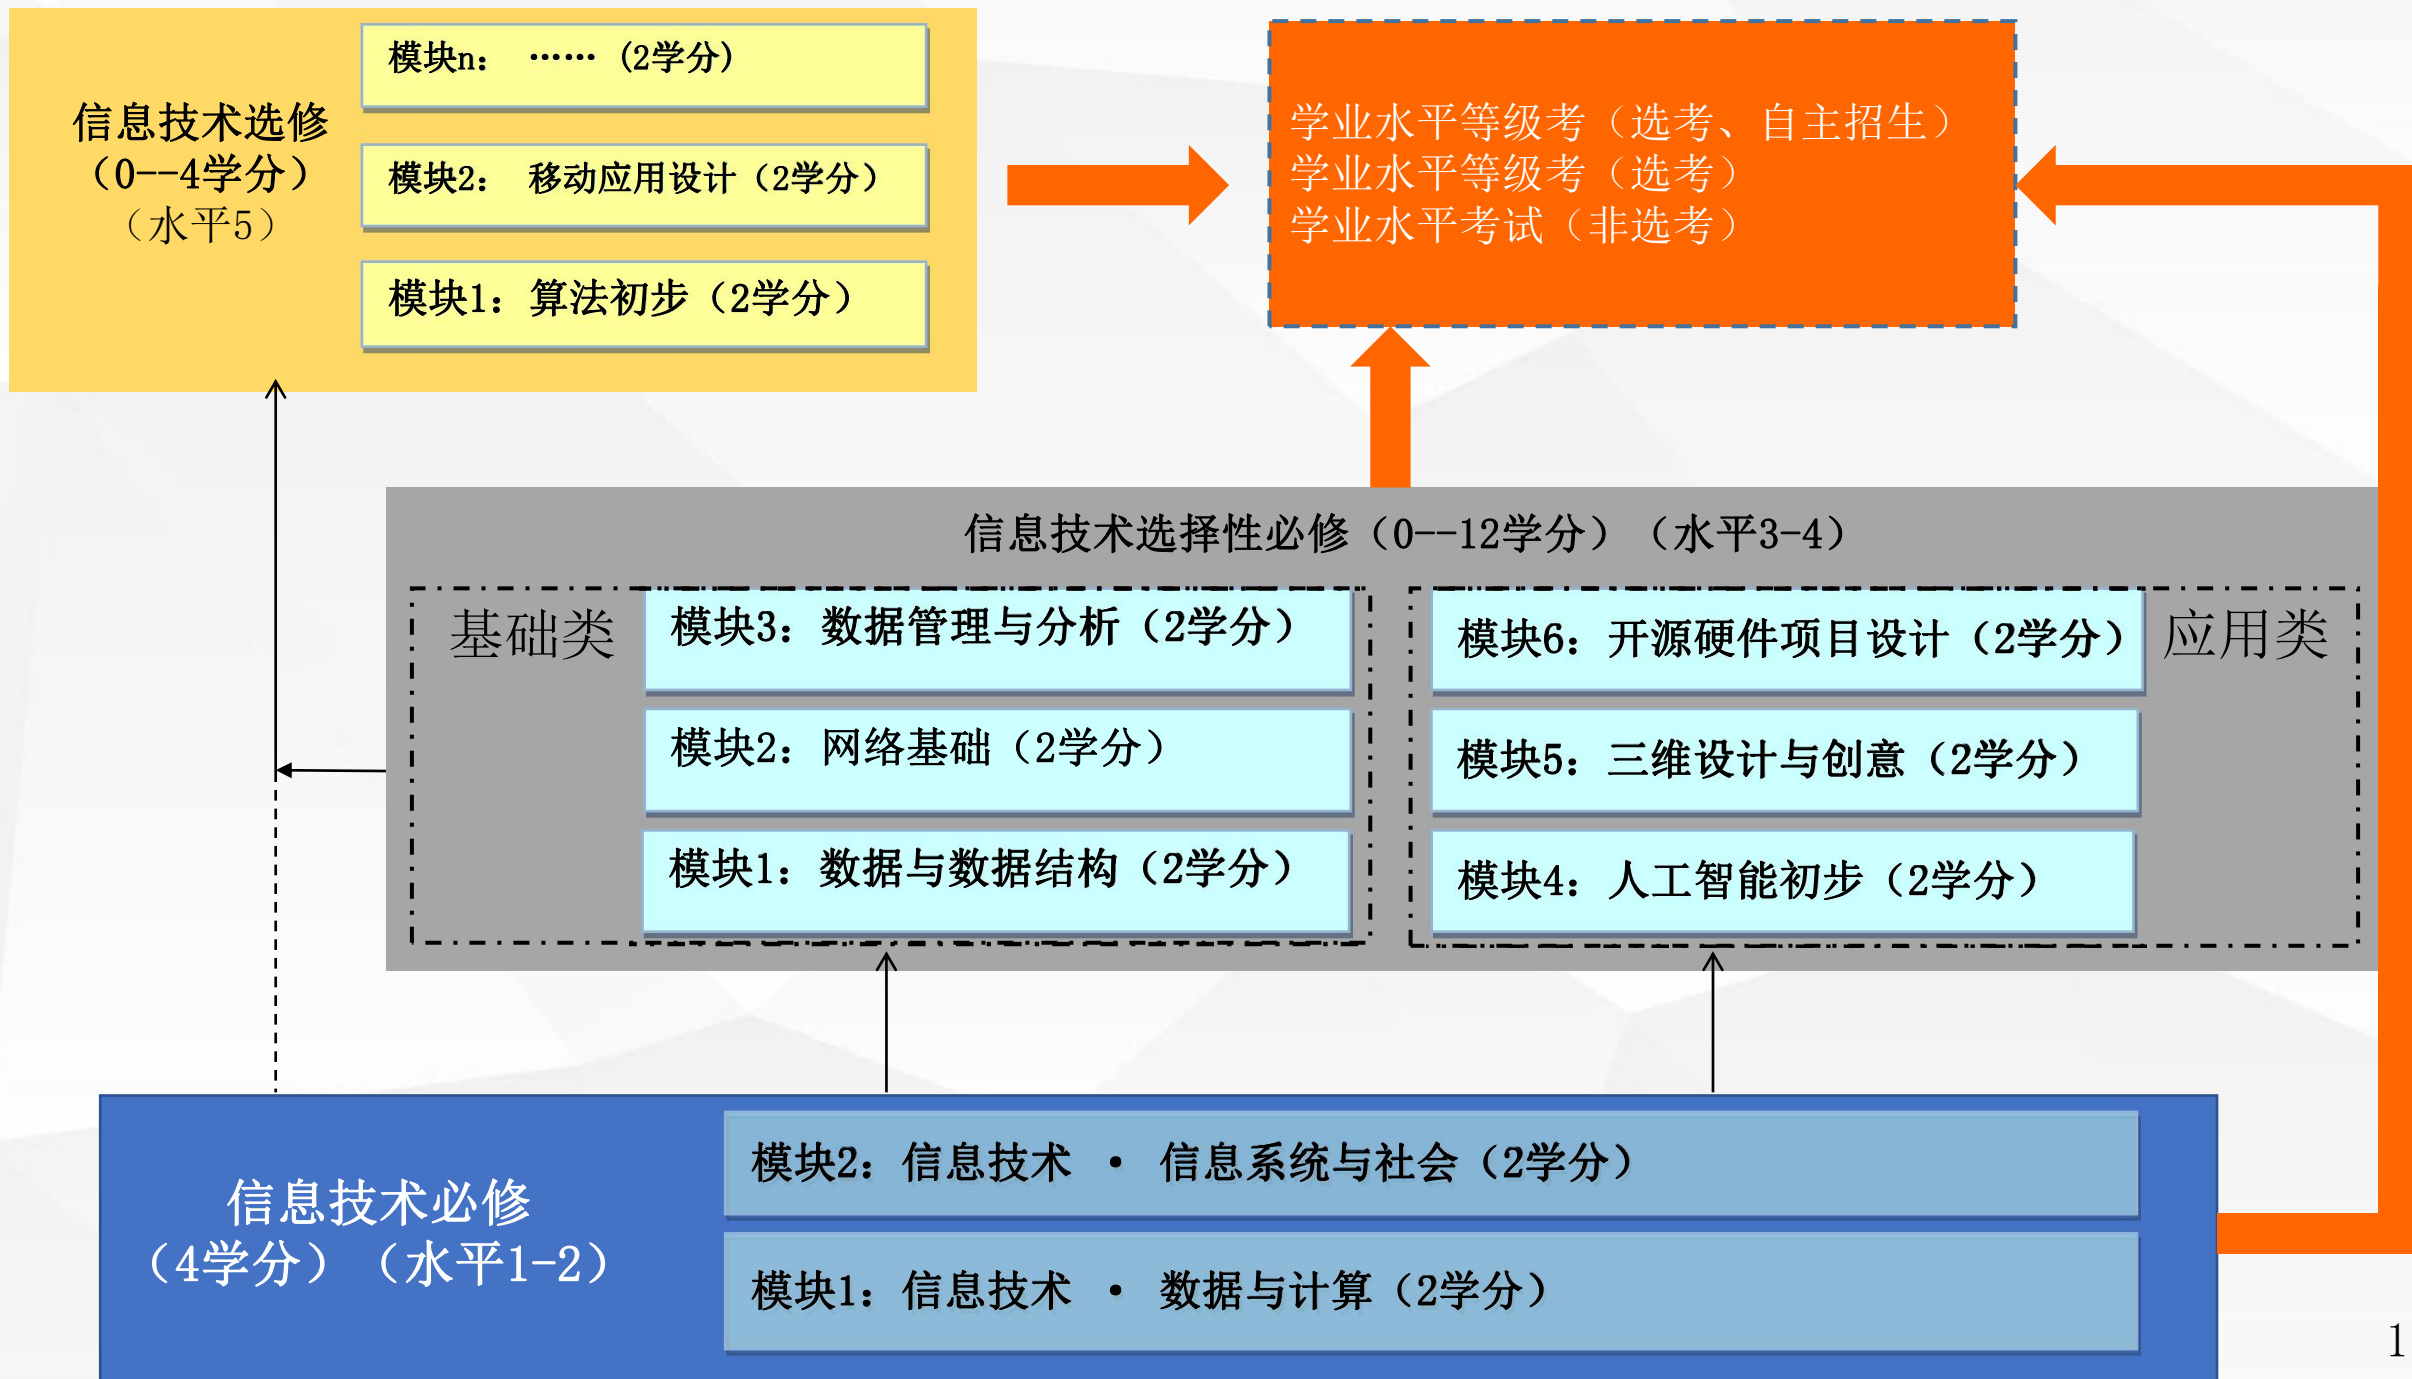 信息技术选修
（0--4学分）
（水平5）
模块n： ……（2学分）
模块2： 移动应用设计（2学分）
模块1：算法初步（2学分）
学业水平等级考（选考、自主招生）
学业水平等级考（选考）
学业水平考试（非选考）
信息技术选择性必修（0--12学分）（水平3-4）
基础类
模块3：数据管理与分析（2学分）
模块2：网络基础（2学分）
模块1：数据与数据结构（2学分）
模块6：开源硬件项目设计（2学分）
应用类
模块5：三维设计与创意（2学分）
模块4：人工智能初步（2学分）
信息技术必修
（4学分）（水平1-2）
模块2：信息技术 · 信息系统与社会（2学分）
模块1：信息技术 · 数据与计算（2学分）
1